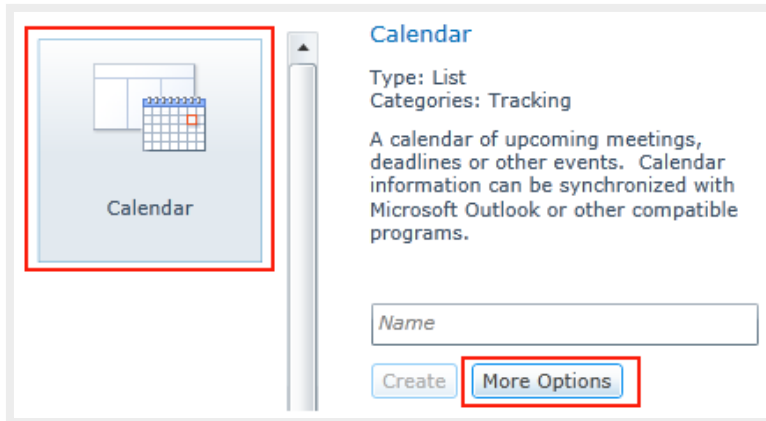 Calendar
Calendar
Type: List
Categories: Tracking
A calendar of upcoming meetings,
deadlines or other events.  Calendar
information can be synchronized with
Microsoft Outlook or other compatible
programs.
Name
Create
More Options